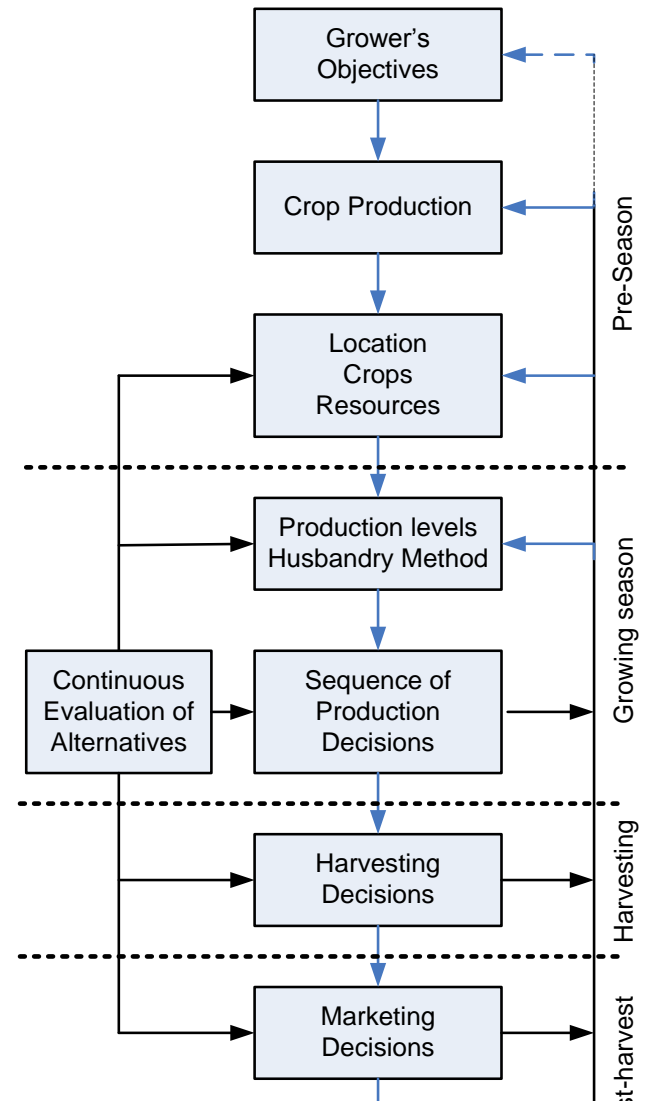 Grower's
Objectives
Crop Production
Pre-Season
Location
Crops
Resources
Production levels
Husbandry Method
Growing season
Continuous
Evaluation of
Alternatives
Sequence of
Production
Decisions
Harvesting
Decisions
Harvesting
Marketing
Decisions
st-harvest